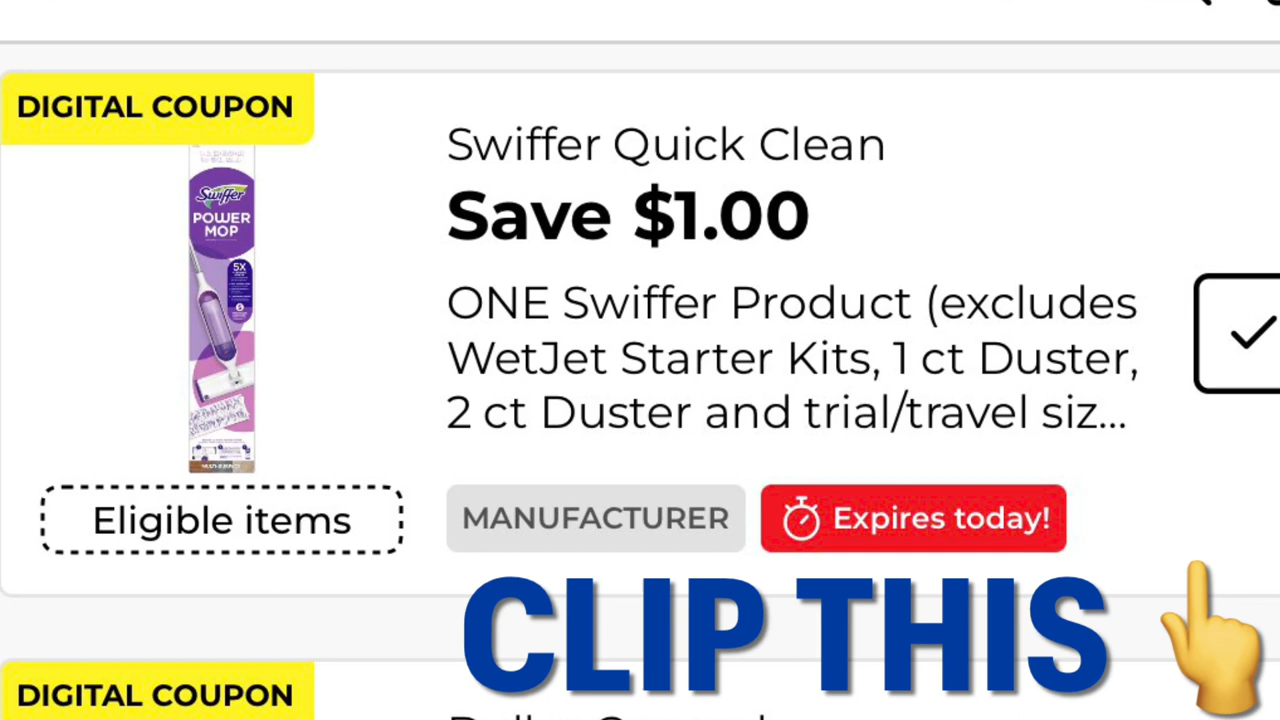 DIGITAL COUPON
Swiffer
POWER
MOP
5X
Eligible items
Swiffer Quick Clean
Save $1.00
ONE Swiffer Product (excludes
WetJet Starter Kits, 1 ct Duster,
2 ct Duster and trial/travel siz...
MANUFACTURER
Expires today!
CLIP THIS
DIGITAL COUPON